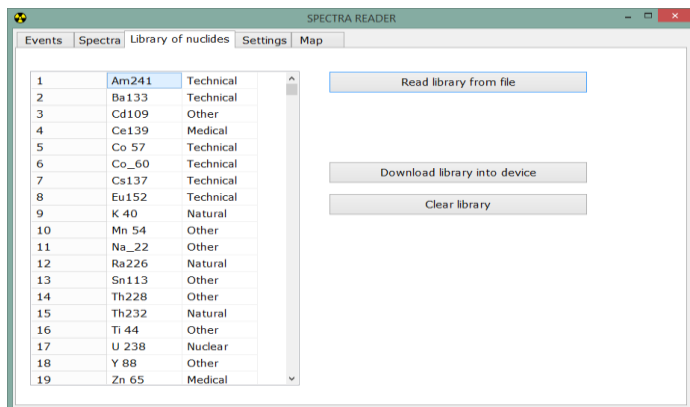 SPECTRA READER
Events Spectra Library of nuclides Settings Map
Read library from file
Download library into device
Clear library
1 Am241 Technical
2 Ba133 Technical
3 Cd109 Other
4 Ce139 Medical
5 Co 57 Technical
6 Co_60 Technical
7 Cs137 Technical
8 Eu152 Technical
9 K 40 Natural
10 Mn 54 Other
11 Na_22 Other
12 Ra226 Natural
13 Sn113 Other
14 Th228 Other
15 Th232 Natural
16 Ti 44 Other
17 U 238 Nuclear
18 Y 88 Other
19 Zn 65 Medical